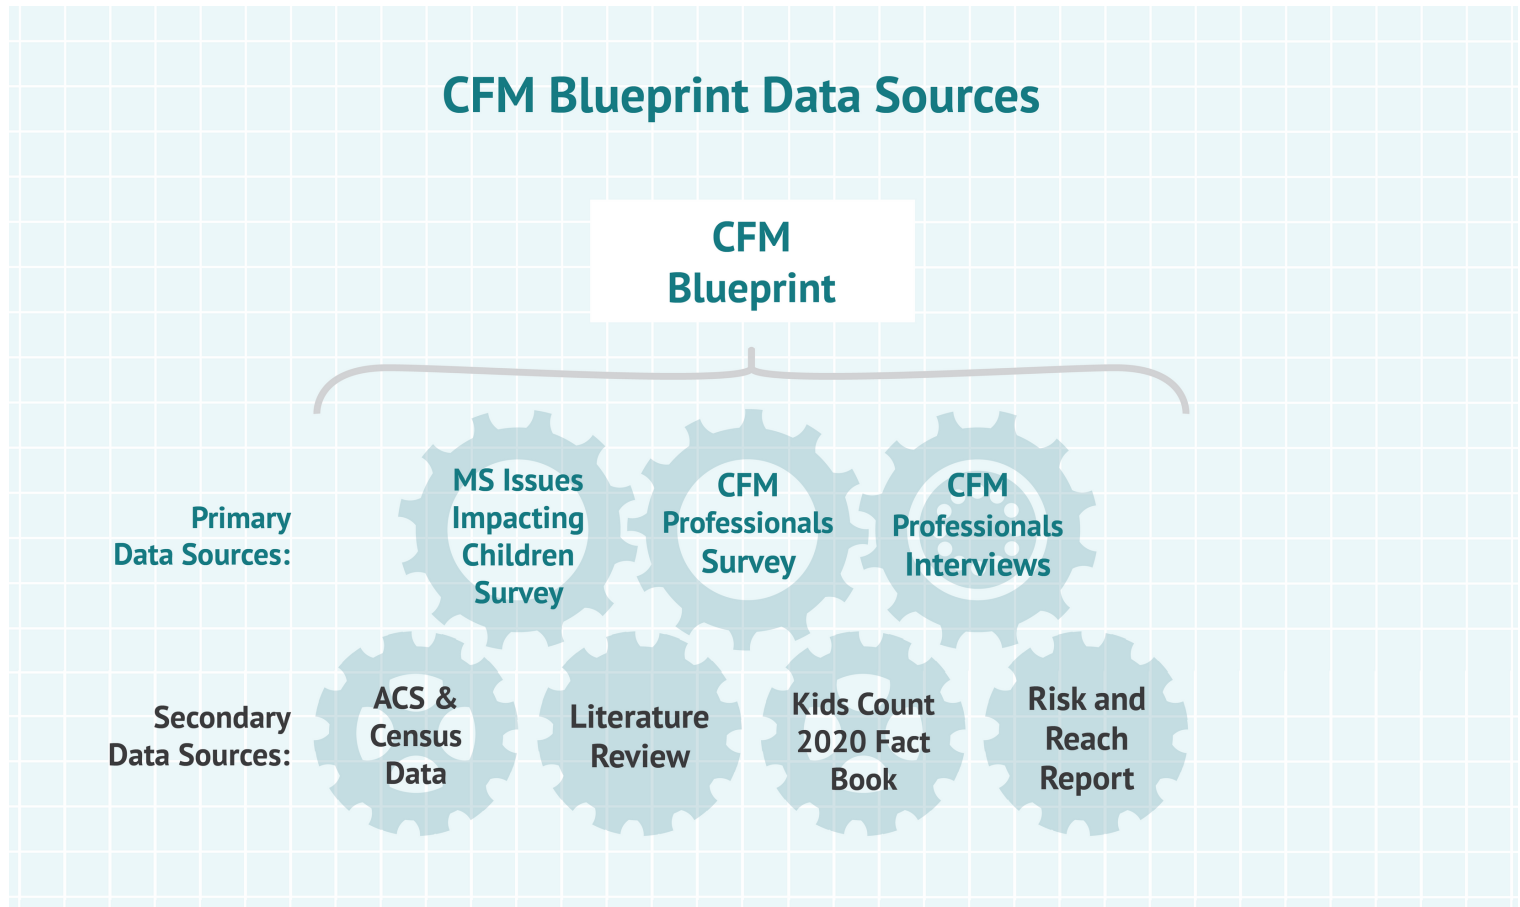 CFM Blueprint Data Sources
CFM
Blueprint
Primary
Data Sources:
MS Issues
Impacting
Children
Survey
CFM
Professionals
Survey
CFM
Professionals
Interviews
Secondary
Data Sources:
ACS &
Census
Data
Literature
Review
Kids Count
2020 Fact
Book
Risk and
Reach
Report